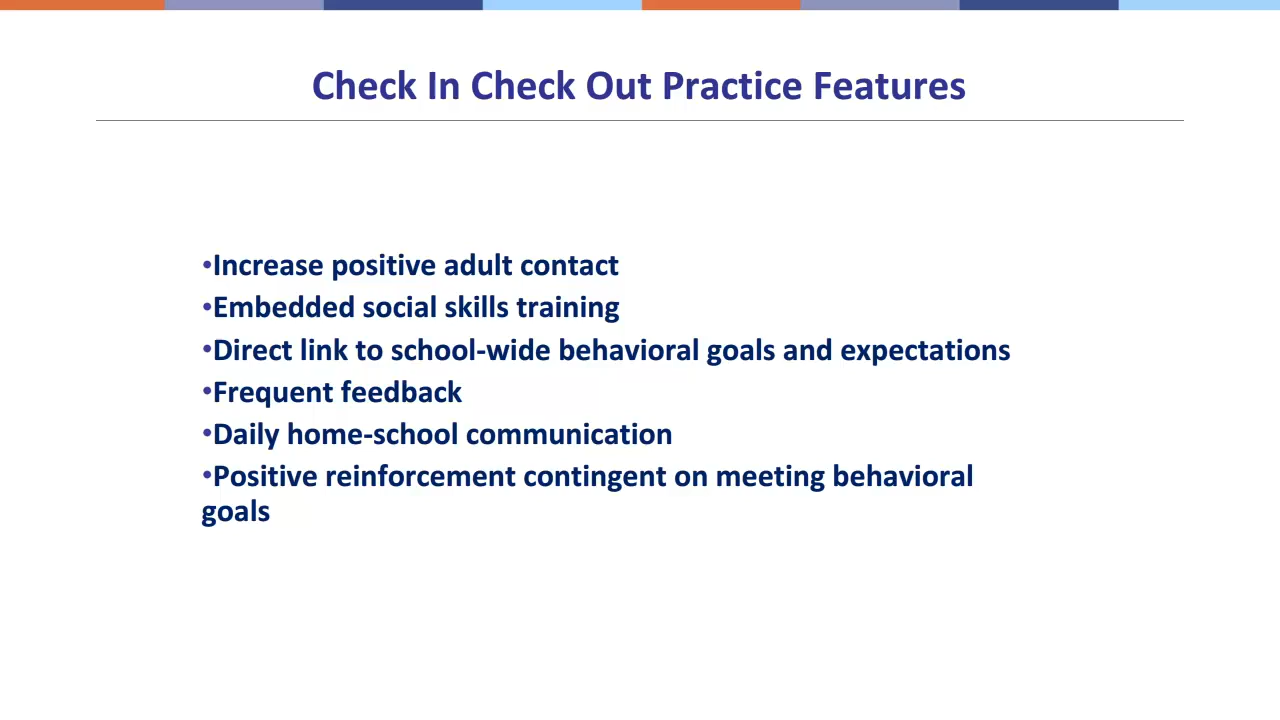 Check In Check Out Practice Features
•Increase positive adult contact
•Embedded social skills training
•Direct link to school-wide behavioral goals and expectations
•Frequent feedback
•Daily home-school communication
•Positive reinforcement contingent on meeting behavioral
goals